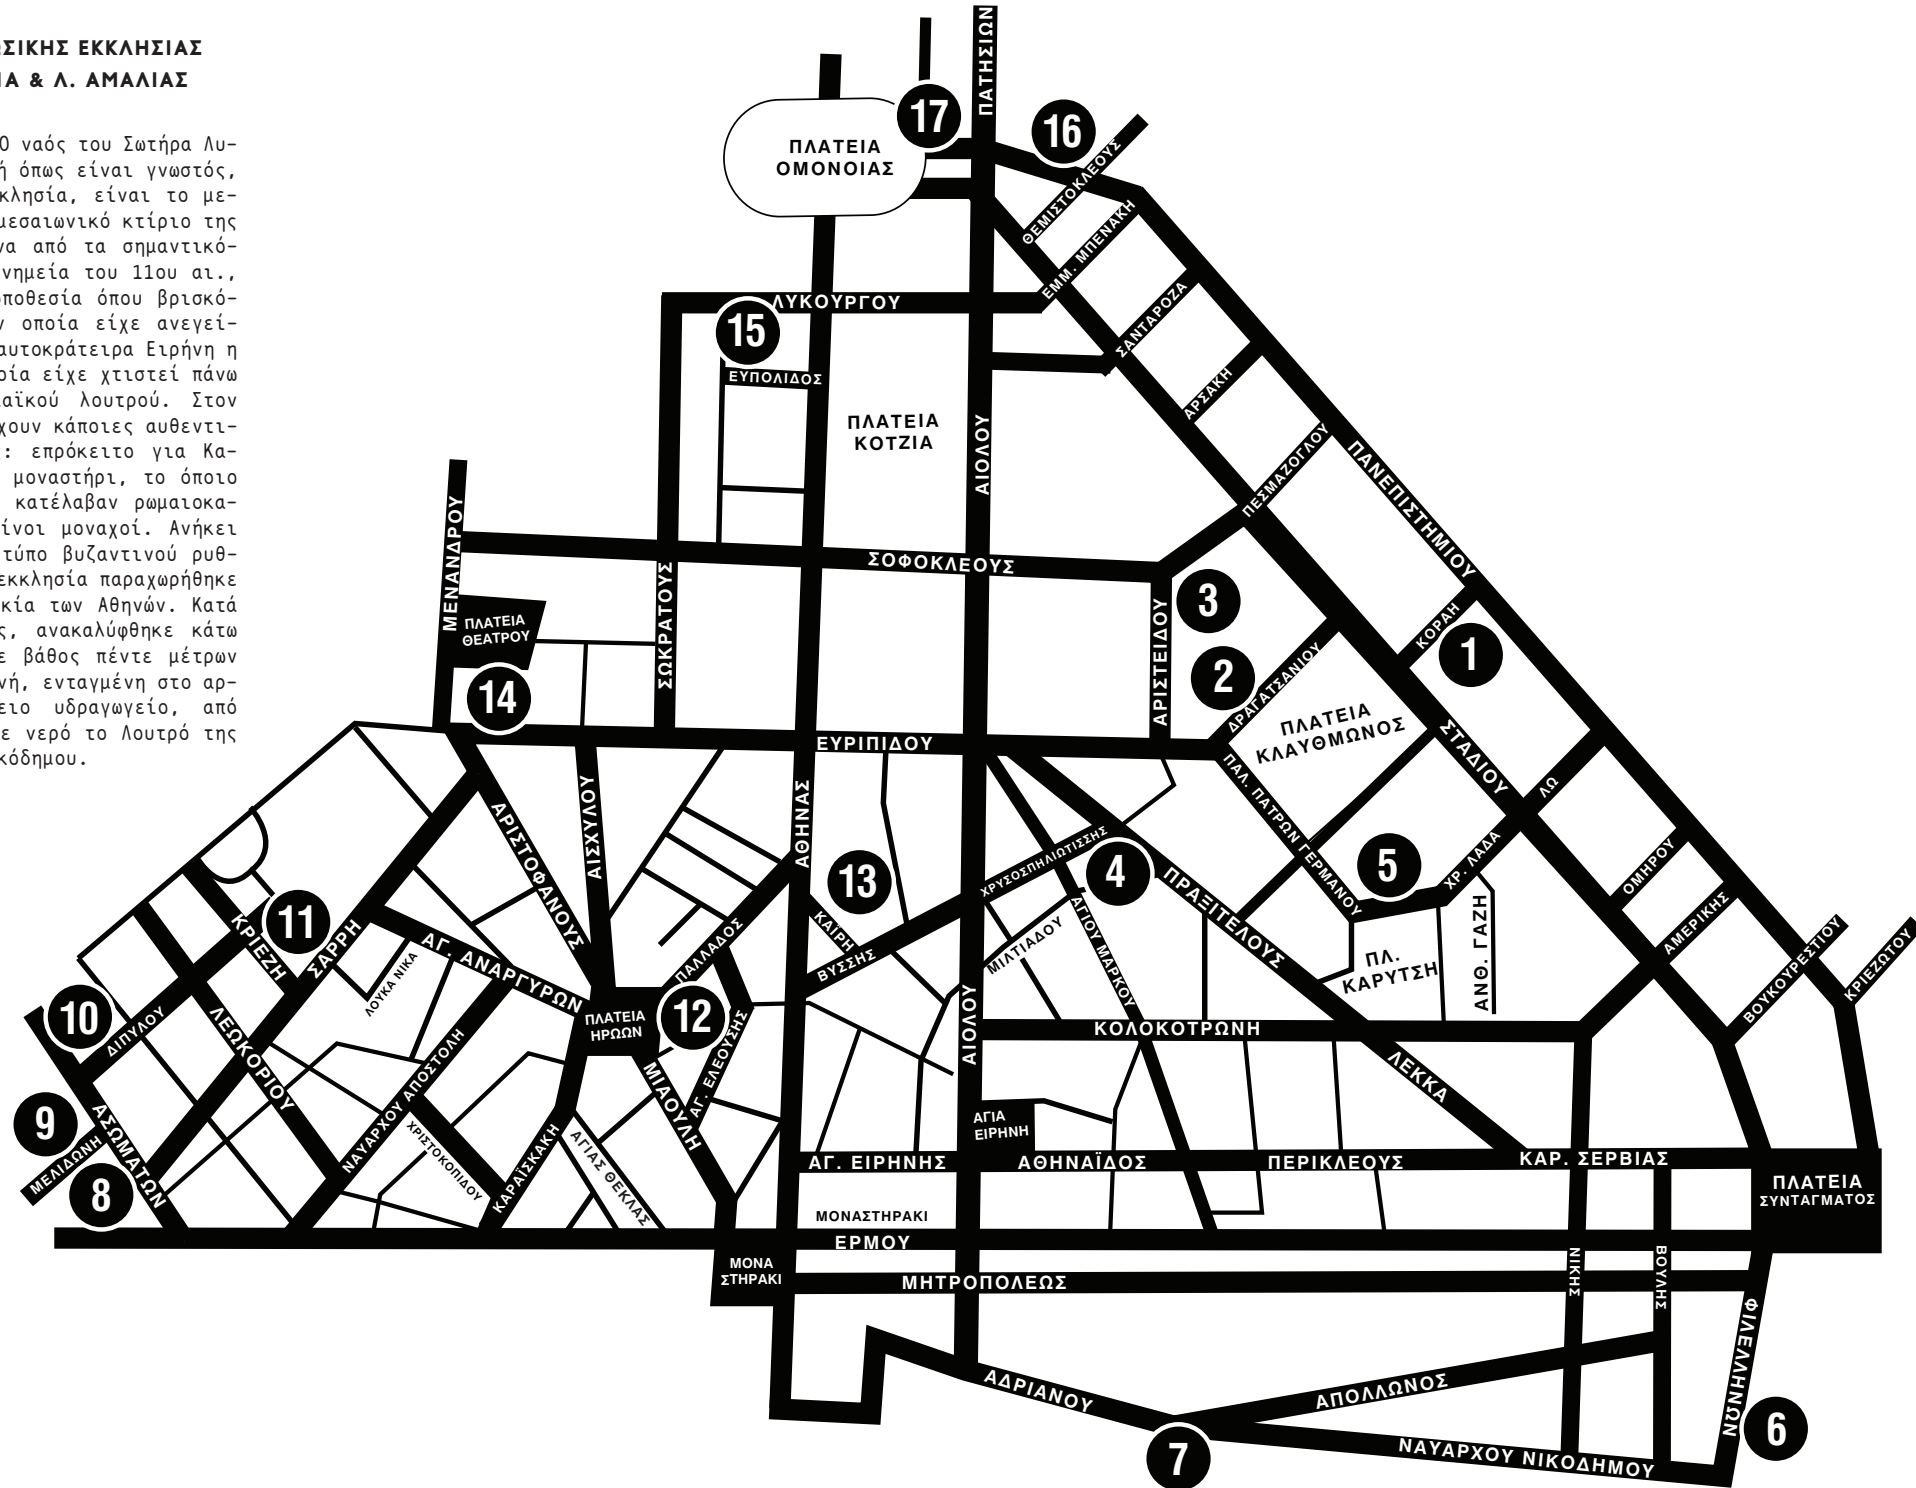 ΣΙΚΗΣ ΕΚΚΛΗΣΙΑΣ
ΙΑ & Λ. ΑΜΑΛΙΑΣ
Ο ναός του Σωτήρα Λυ-
ή όπως είναι γνωστός,
κλησία, είναι το με-
μεσαιωνικό κτίριο της
να από τα σημαντικό-
νημεία του 11ου αι.,
ποθεσία όπου βρισκό-
ν οποία είχε ανεγεί-
αυτοκράτειρα Ειρήνη η
οία είχε χτιστεί πάνω
αϊκού λουτρού. Στον
χουν κάποιες αυθεντι-
: επρόκειτο για Κα-
μοναστήρι, το όποιο
κατέλαβαν ρωμαιοκα-
ίνοι μοναχοί. Ανήκει
τύπο βυζαντινού ρυθ-
εκκλησία παραχωρήθηκε
κία των Αθηνών. Κατά
ς, ανακαλύφθηκε κάτω
ε βάθος πέντε μέτρων
νή, ενταγμένη στο αρ-
ειο υδραγωγείο, από
ε νερό το Λουτρό της
κόδημου.
ΠΑΤΗΣΙΩΝ
17
16
ΠΛΑΤΕΙΑ
ΟΜΟΝΟΙΑΣ
ΘΕΜΙΣΤΟΚΛΕΟΥΣ
ΕΜΜ. ΜΠΕΝΑΚΗ
ΛΥΚΟΥΡΓΟΥ
15
ΣΑΝΤΑΡΟΖΑ
ΕΥΠΟΛΙΔΟΣ
ΑΡΣΑΚΗ
ΠΛΑΤΕΙΑ
ΚΟΤΖΙΑ
ΑΙΟΛΟΥ
ΠΕΣΜΑΖΟΓΛΟΥ
ΠΑΝΕΠΙΣΤΗΜΙΟΥ
ΜΕΝΑΝΔΡΟΥ
ΣΟΦΟΚΛΕΟΥΣ
ΣΩΚΡΑΤΟΥΣ
ΠΛΑΤΕΙΑ
ΘΕΑΤΡΟΥ
3
ΑΡΙΣΤΕΙΔΟΥ
ΚΟΡΑΗ
1
2
ΔΡΑΓΑΤΣΑΝΙΟΥ
14
ΠΛΑΤΕΙΑ
ΚΛΑΥΘΜΩΝΟΣ
ΣΤΑΔΙΟΥ
ΕΥΡΙΠΙΔΟΥ
ΠΑΛ. ΠΑΤΡΩΝ ΓΕΡΜΑΝΟΥ
ΛΩ
ΑΡΙΣΤΟΦΑΝΟΥΣ
ΑΙΣΧΥΛΟΥ
ΑΘΗΝΑΣ
13
ΧΡΥΣΟΣΠΗΛΙΩΤΙΣΣΗΣ
4
ΠΡΑΞΙΤΕΛΟΥΣ
5
ΧΡ. ΛΑΔΑ
ΟΜΗΡΟΥ
ΑΜΕΡΙΚΗΣ
ΑΝΘ. ΓΑΖΗ
11
ΚΡΙΕΖΗ
ΣΑΡΡΗ
ΑΓ. ΑΝΑΡΓΥΡΩΝ
ΛΟΥΚΑ ΝΙΚΑ
ΠΑΛΛΑΔΟΣ
ΚΑΙΡΗ
ΒΥΣΣΗΣ
ΜΙΛΤΙΑΔΟΥ
ΑΓΙΟΥ ΜΑΡΚΟΥ
ΠΛ.
ΚΑΡΥΤΣΗ
ΒΟΥΚΟΥΡΕΣΤΙΟΥ
ΚΡΙΕΖΩΤΟΥ
10
ΔΙΠΥΛΟΥ
ΛΕΩΚΟΡΙΟΥ
ΠΛΑΤΕΙΑ
ΗΡΩΩΝ
12
ΑΓ. ΕΛΕΟΥΣΗΣ
ΑΙΟΛΟΥ
ΚΟΛΟΚΟΤΡΩΝΗ
ΛΕΚΚΑ
9
ΑΣΩΜΑΤΩΝ
ΜΕΛΙΔΩΝΗ
8
ΝΑΥΑΡΧΟΥ ΑΠΟΣΤΟΛΗ
ΧΡΙΣΤΟΚΟΠΙΔΟΥ
ΚΑΡΑΪΣΚΑΚΗ
ΑΓΙΑΣ ΘΕΚΛΑΣ
ΜΙΑΟΥΛΗ
ΑΓΙΑ
ΕΙΡΗΝΗ
ΑΓ. ΕΙΡΗΝΗΣ
ΑΘΗΝΑΪΔΟΣ
ΠΕΡΙΚΛΕΟΥΣ
ΚΑΡ. ΣΕΡΒΙΑΣ
ΠΛΑΤΕΙΑ
ΣΥΝΤΑΓΜΑΤΟΣ
ΜΟΝΑΣΤΗΡΑΚΙ
ΕΡΜΟΥ
ΜΟΝΑ
ΣΤΗΡΑΚΙ
ΜΗΤΡΟΠΟΛΕΩΣ
ΝΙΚΗΣ
ΒΟΥΛΗΣ
ΦΙΛΕΛΛΗΝΩΝ
ΑΔΡΙΑΝΟΥ
ΑΠΟΛΛΩΝΟΣ
6
7
ΝΑΥΑΡΧΟΥ ΝΙΚΟΔΗΜΟΥ